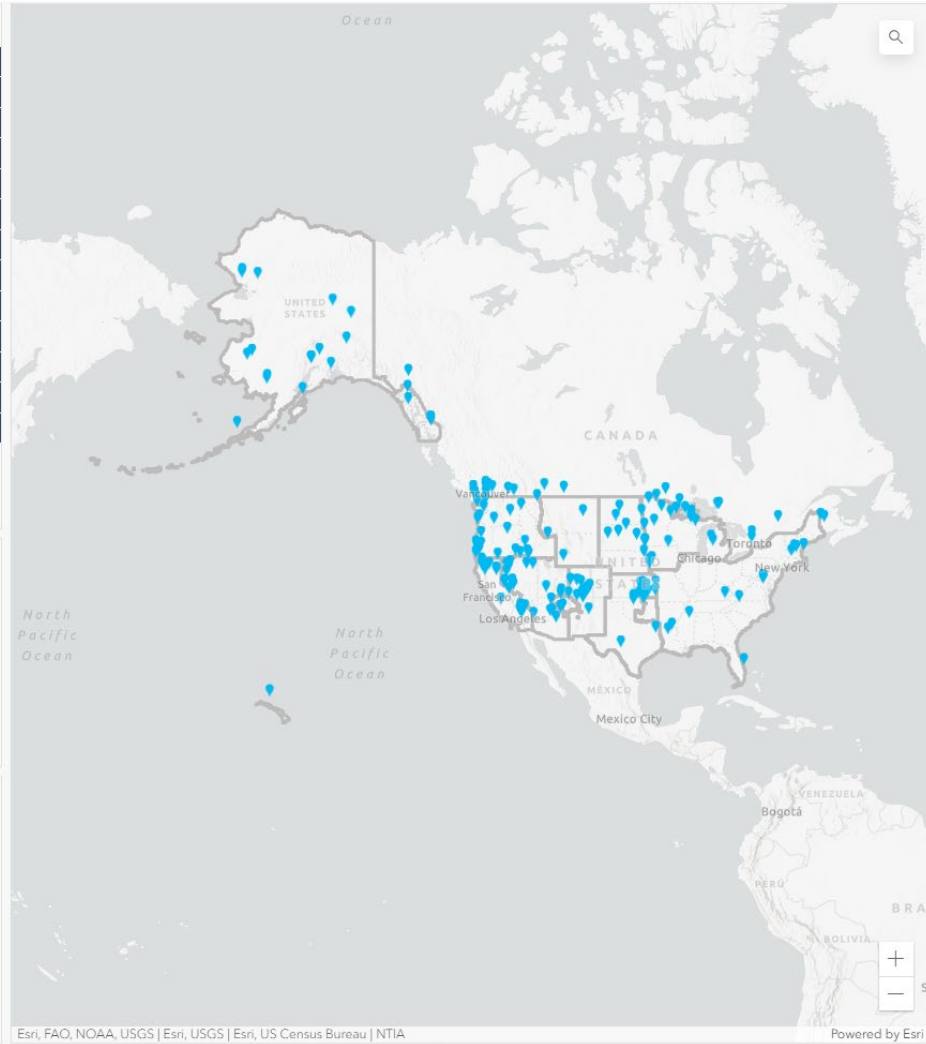 Ocean
UNITED
STATES
CANADA
Vancouver
Toronto
Chicago
New York
UNITED
STATES
San
Francisco
Los Angeles
North
Pacific
Ocean
North
Pacific
Ocean
MÉXICO
Mexico City
VENEZUELA
Bogotá
PERÚ
BRA
BOLIVIA
S
Esri, FAO, NOAA, USGS | Esri, USGS | Esri, US Census Bureau | NTIA
Powered by Esri